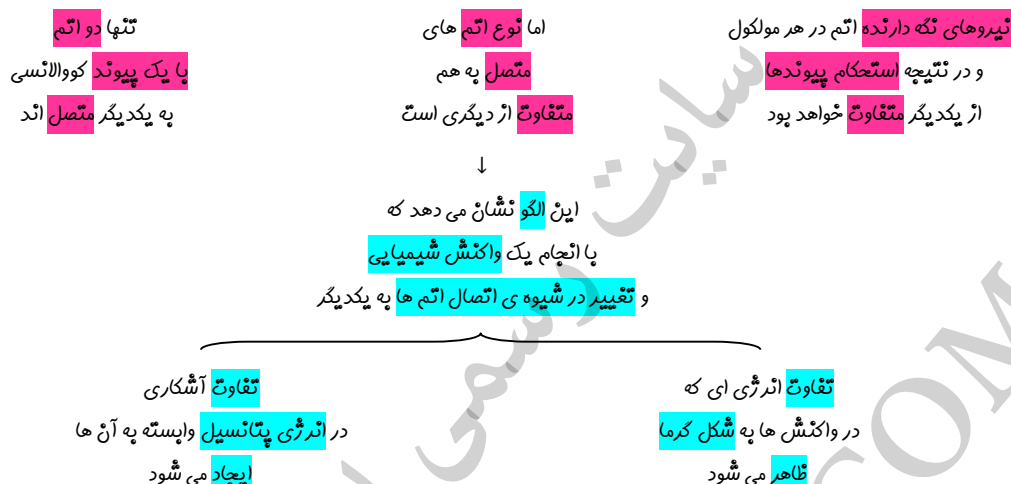 نیروهای نگه دارنده اتم در هر مولکول
و در نتیجه استحکام پیوندها
از یکدیگر متفاوت خواهد بود
اما نوع اتم های
متصل به هم
متفاوت از دیگری است
تنها دو اتم
با یک پیوند کووالانسی
به یکدیگر متصل اند
↓
این الگو نشان می دهد که
با انجام یک واکنش شیمیایی
و تغییر در شیوه ی اتصال اتم ها به یکدیگر
تفاوت انرژی ای که
در واکنش ها به شکل گرما
ظاهر می شود
تفاوت آشکاری
در انرژی پتانسیل وابسته به آن ها
ایجاد می شود
سایت رسمی
COM